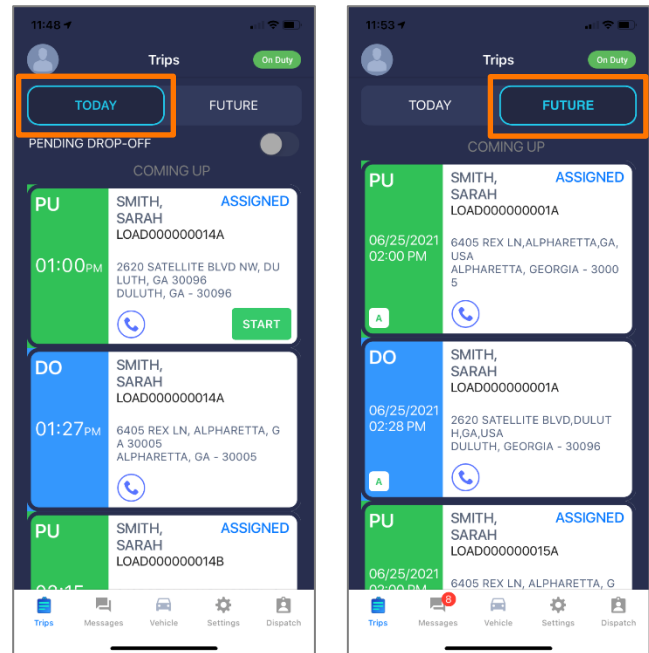 11:48
Trips
On Duty
TODAY
FUTURE
PENDING DROP-OFF
COMING UP
PU
SMITH,
SARAH
ASSIGNED
LOAD000000014A
01:00PM
2620 SATELLITE BLVD NW, DU
LUTH, GA 30096
DULUTH, GA - 30096
START
DO
SMITH,
SARAH
LOAD000000014A
01:27PM
6405 REX LN, ALPHARETTA, G
A 30005
ALPHARETTA, GA - 30005
PU
SMITH,
SARAH
ASSIGNED
LOAD000000014B
Trips
Messages
Vehicle
Settings
Dispatch
11:53
Trips
On Duty
TODAY
FUTURE
COMING UP
PU
SMITH,
SARAH
ASSIGNED
LOAD000000001A
06/25/2021
02:00 PM
6405 REX LN,ALPHARETTA,GA,
USA
ALPHARETTA, GEORGIA - 3000
5
A
DO
SMITH,
SARAH
LOAD000000001A
06/25/2021
02:28 PM
2620 SATELLITE BLVD,DULUT
H,GA,USA
DULUTH, GEORGIA - 30096
A
PU
SMITH,
SARAH
ASSIGNED
LOAD000000015A
06/25/2021
6405 REX LN, ALPHARETTA, G
8
Trips
Messages
Vehicle
Settings
Dispatch